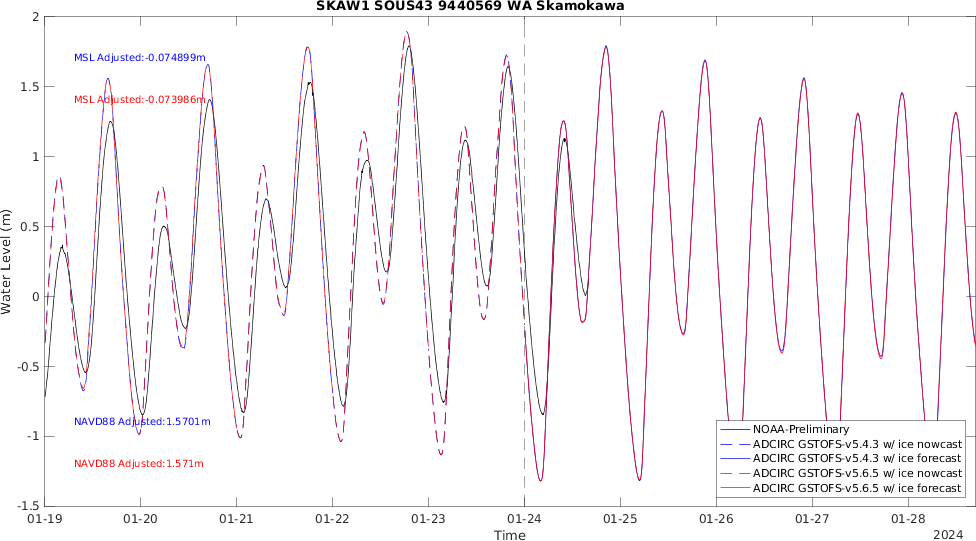 SKAW1 SOUS43 9440569 WA Skamokawa
2
1.5
1
0.5
0
-0.5
-1
-1.5
Water Level (m)
MSL Adjusted:-0.074899m
MSL Adjusted:-0.073986m
NAVD88 Adjusted:1.5701m
NAVD88 Adjusted:1.571m
NOAA-Preliminary
ADCIRC GSTOFS-v5.4.3 w/ ice nowcast
ADCIRC GSTOFS-v5.4.3 w/ ice forecast
ADCIRC GSTOFS-v5.6.5 w/ ice nowcast
ADCIRC GSTOFS-v5.6.5 w/ ice forecast
01-19 01-20 01-21 01-22 01-23 01-24 01-25 01-26 01-27 01-28
Time
2024